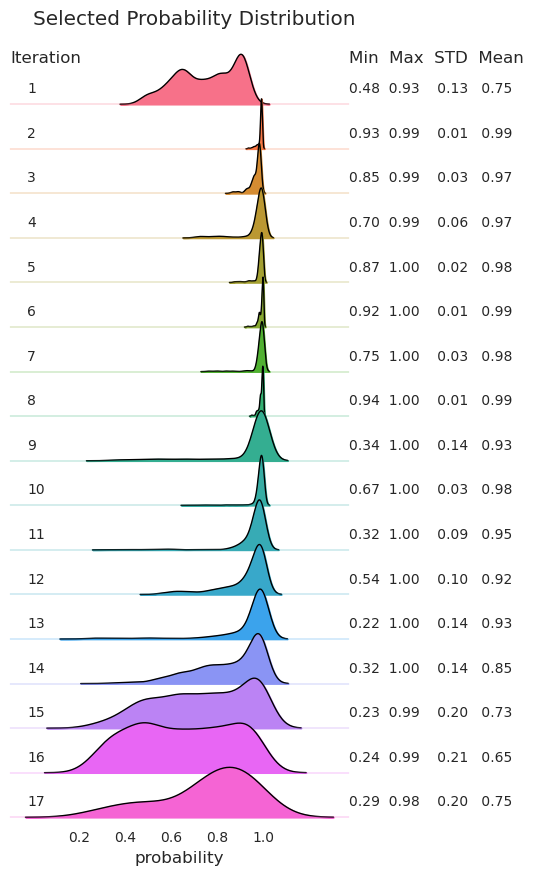 Selected Probability Distribution
Iteration Min Max STD Mean
1 0.48 0.93 0.13 0.75
2 0.93 0.99 0.01 0.99
3 0.85 0.99 0.03 0.97
4 0.70 0.99 0.06 0.97
5 0.87 1.00 0.02 0.98
6 0.92 1.00 0.01 0.99
7 0.75 1.00 0.03 0.98
8 0.94 1.00 0.01 0.99
9 0.34 1.00 0.14 0.93
10 0.67 1.00 0.03 0.98
11 0.32 1.00 0.09 0.95
12 0.54 1.00 0.10 0.92
13 0.22 1.00 0.14 0.93
14 0.32 1.00 0.14 0.85
15 0.23 0.99 0.20 0.73
16 0.24 0.99 0.21 0.65
17 0.29 0.98 0.20 0.75
0.2 0.4 0.6 0.8 1.0
probability